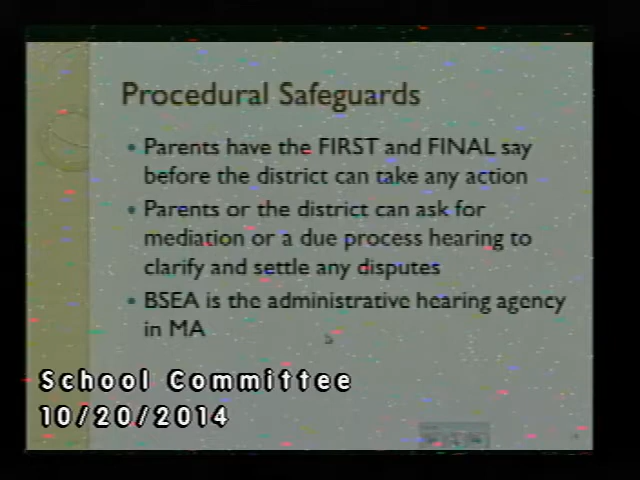 Procedural Safeguards
• Parents have the FIRST and FINAL say
before the district can take any action
• Parents or the district can ask for
mediation or a due process hearing to
clarify and settle any disputes
• BSEA is the administrative hearing agency
in MA
School Committee
10/20/2014